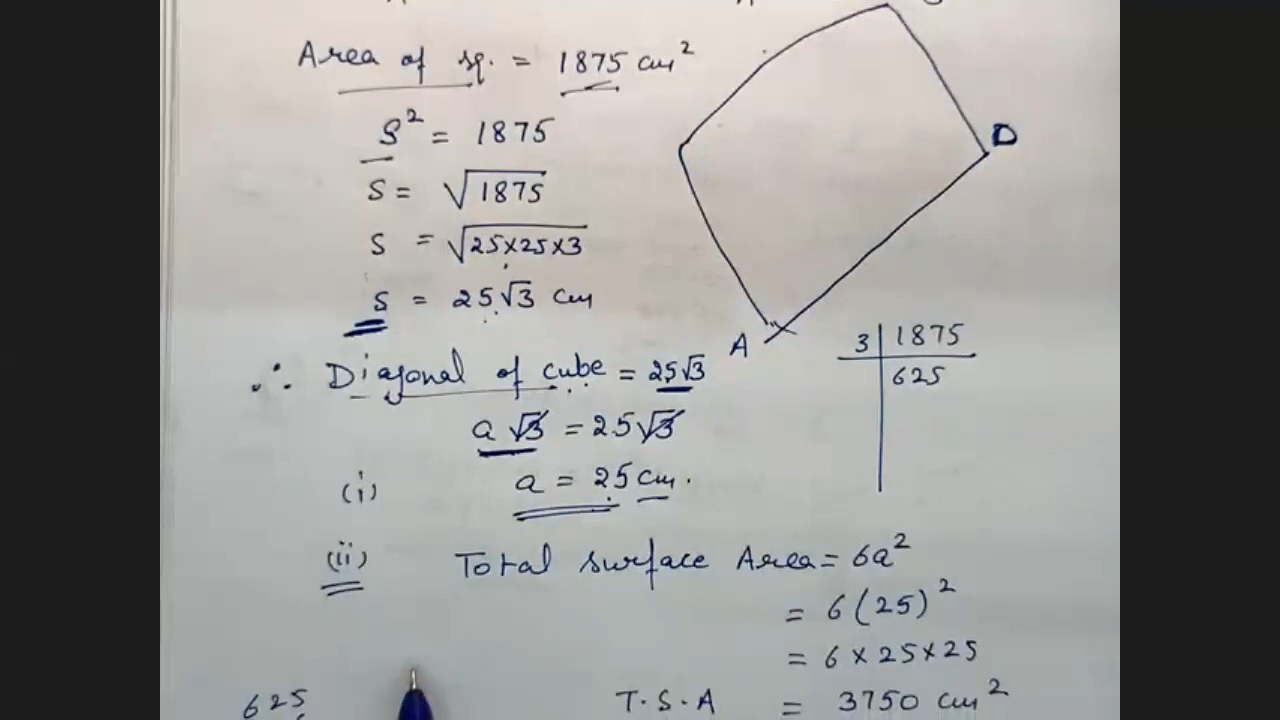 Area of sq. = 1875 cm²
S² = 1875
S = √1875
S = √25×25×3
S = 25√3 cm
∴ Diagonal of cube = 25√3
a√3 = 25√3
(i) a = 25 cm.
(ii) Total surface Area = 6a²
= 6(25)²
= 6×25×25
T.S.A = 3750 cm²
625
D
A
3 | 1875
625